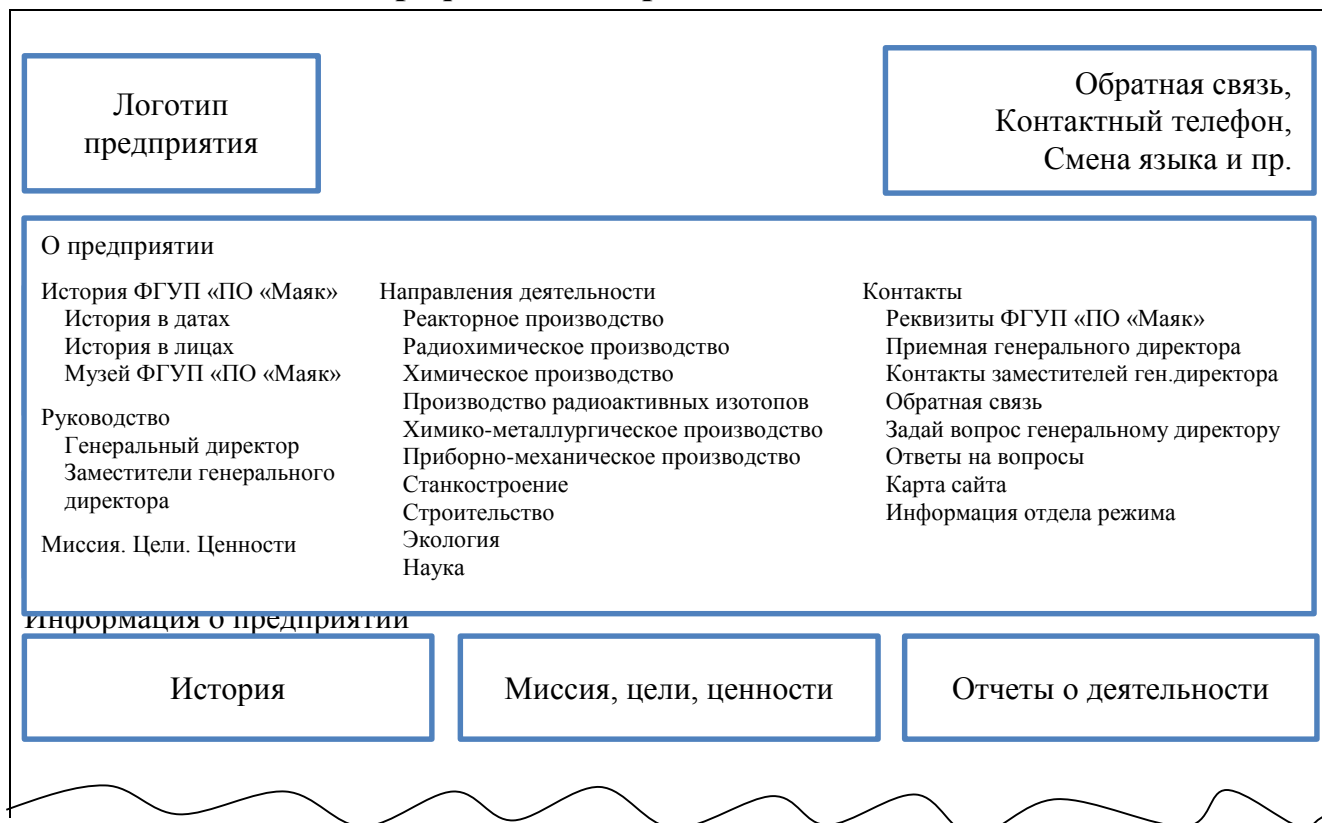 Логотип
предприятия
Обратная связь,
Контактный телефон,
Смена языка и пр.
О предприятии
История ФГУП «ПО «Маяк»
История в датах
История в лицах
Музей ФГУП «ПО «Маяк»
Руководство
Генеральный директор
Заместители генерального
директора
Миссия. Цели. Ценности
Направления деятельности
Реакторное производство
Радиохимическое производство
Химическое производство
Производство радиоактивных изотопов
Химико-металлургическое производство
Приборно-механическое производство
Станкостроение
Строительство
Экология
Наука
Контакты
Реквизиты ФГУП «ПО «Маяк»
Приемная генерального директора
Контакты заместителей ген.директора
Обратная связь
Задай вопрос генеральному директору
Ответы на вопросы
Карта сайта
Информация отдела режима
Информация о предприятии
История
Миссия, цели, ценности
Отчеты о деятельности